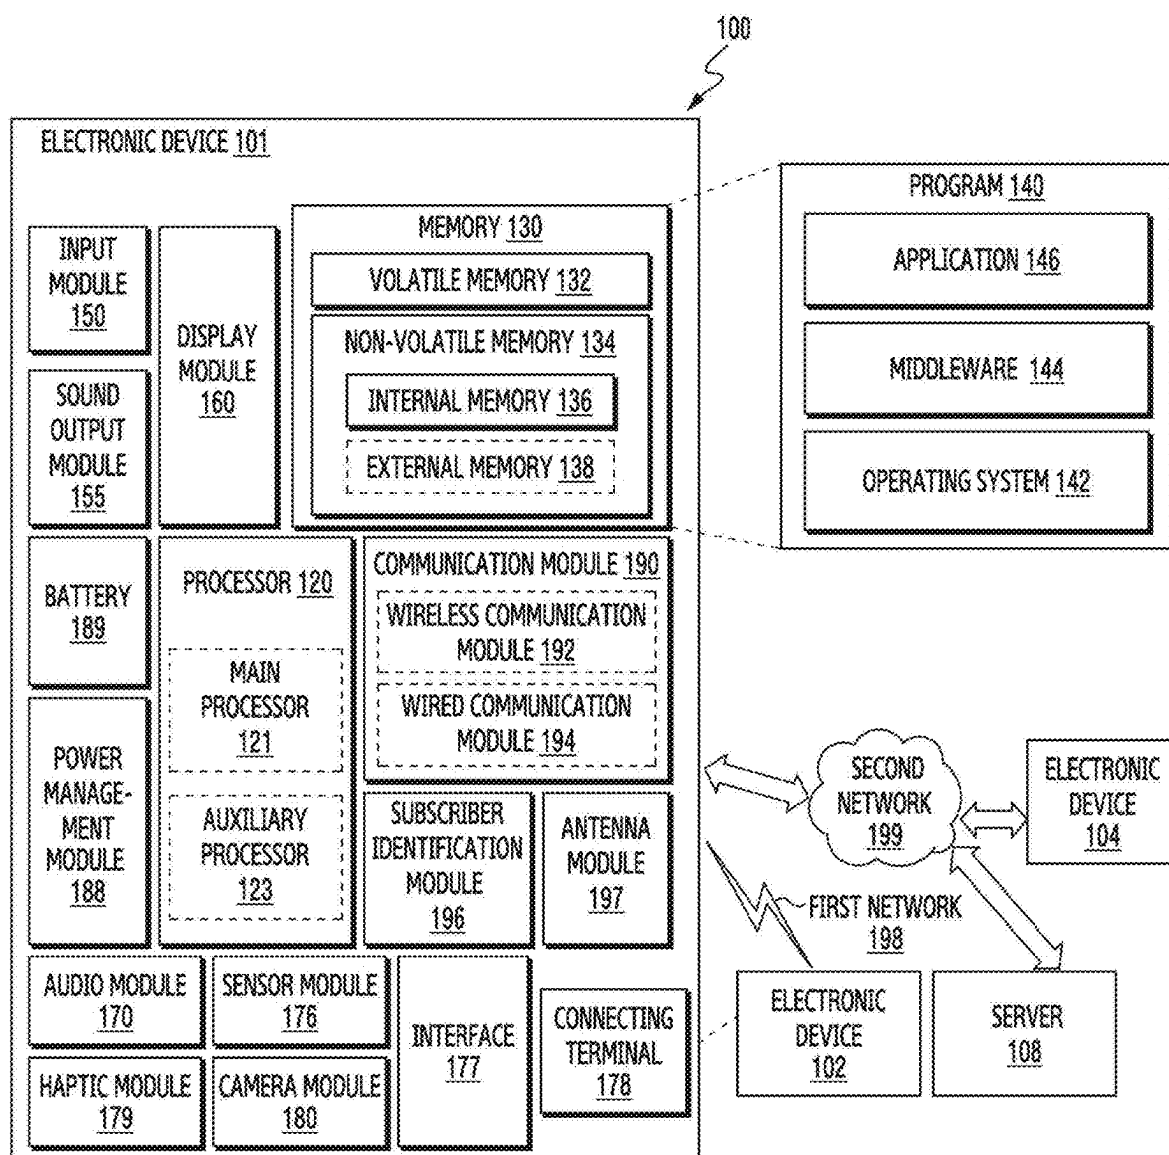 100
ELECTRONIC DEVICE 101
INPUT
MODULE
150
DISPLAY
MODULE
160
SOUND
OUTPUT
MODULE
155
MEMORY 130
VOLATILE MEMORY 132
NON-VOLATILE MEMORY 134
INTERNAL MEMORY 136
EXTERNAL MEMORY 138
PROGRAM 140
APPLICATION 146
MIDDLEWARE 144
OPERATING SYSTEM 142
BATTERY
189
POWER
MANAGE-
MENT MODULE
188
PROCESSOR 120
MAIN
PROCESSOR
121
AUXILIARY
PROCESSOR
123
COMMUNICATION MODULE 190
WIRELESS COMMUNICATION
MODULE 192
WIRED COMMUNICATION
MODULE 194
SUBSCRIBER
IDENTIFICATION
MODULE
196
ANTENNA
MODULE
197
SECOND
NETWORK
199
ELECTRONIC
DEVICE
104
FIRST NETWORK
198
AUDIO MODULE
170
SENSOR MODULE
176
INTERFACE
177
CONNECTING
TERMINAL
178
HAPTIC MODULE
179
CAMERA MODULE
180
ELECTRONIC
DEVICE
102
SERVER
108